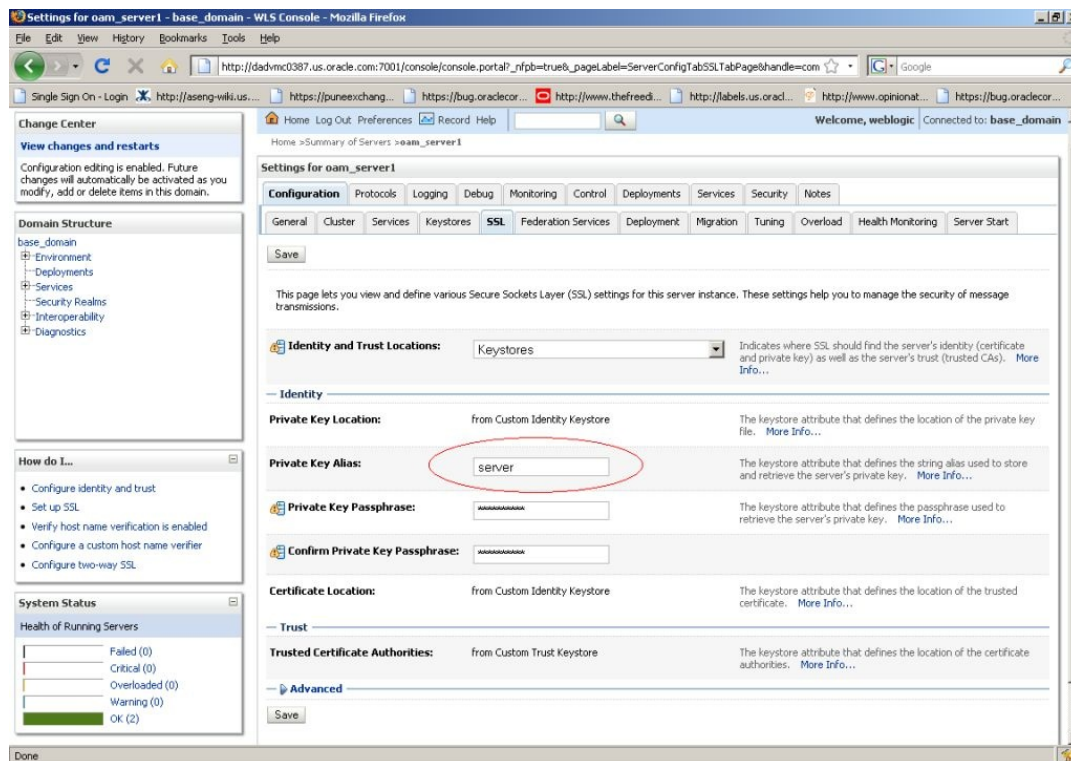 Settings for oam_server1 - base_domain - WLS Console - Mozilla Firefox
File Edit View History Bookmarks Tools Help
http://dadvmc0387.us.oracle.com:7001/console/console.portal?_nfpb=true&_pageLabel=ServerConfigTabSSLTabPage&handle=com
Google
Single Sign On - Login http://aseng-wiki.us.... https://puneexchang... https://bug.oraclecor... http://www.thefreedi... http://labels.us.oracl... http://www.opinionat... https://bug.oraclecor...
Change Center
View changes and restarts
Configuration editing is enabled. Future
changes will automatically be activated as you
modify, add or delete items in this domain.
Domain Structure
base_domain
Environment
Deployments
Services
Security Realms
Interoperability
Diagnostics
How do I...
Configure identity and trust
Set up SSL
Verify host name verification is enabled
Configure a custom host name verifier
Configure two-way SSL
System Status
Health of Running Servers
Failed (0)
Critical (0)
Overloaded (0)
Warning (0)
OK (2)
Home Log Out Preferences Record Help
Welcome, weblogic Connected to: base_domain
Home >Summary of Servers >oam_server1
Settings for oam_server1
Configuration Protocols Logging Debug Monitoring Control Deployments Services Security Notes
General Cluster Services Keystores SSL Federation Services Deployment Migration Tuning Overload Health Monitoring Server Start
Save
This page lets you view and define various Secure Sockets Layer (SSL) settings for this server instance. These settings help you to manage the security of message
transmissions.
Identity and Trust Locations: Keystores
Indicates where SSL should find the server's identity (certificate
and private key) as well as the server's trust (trusted CAs). More
Info...
Identity
Private Key Location: from Custom Identity Keystore
The keystore attribute that defines the location of the private key
file. More Info...
Private Key Alias: server
The keystore attribute that defines the string alias used to store
and retrieve the server's private key. More Info...
Private Key Passphrase: **********
The keystore attribute that defines the passphrase used to
retrieve the server's private key. More Info...
Confirm Private Key Passphrase: **********
Certificate Location: from Custom Identity Keystore
The keystore attribute that defines the location of the trusted
certificate. More Info...
Trust
Trusted Certificate Authorities: from Custom Trust Keystore
The keystore attribute that defines the location of the certificate
authorities. More Info...
Advanced
Save
Done